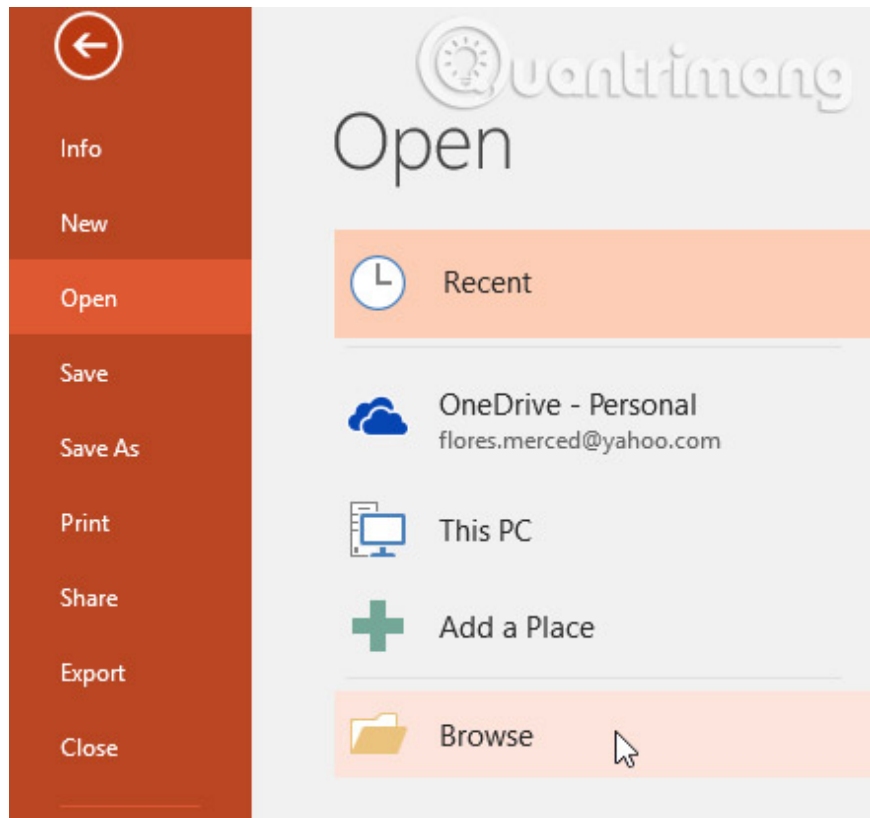 Quantrimang
Open
Info
New
Open
Save
Save As
Print
Share
Export
Close
Recent
OneDrive - Personal
flores.merced@yahoo.com
This PC
Add a Place
Browse